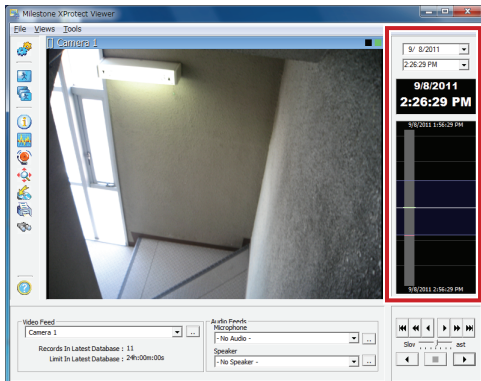 Milestone XProtect Viewer
File Views Tools
[] Camera 1
9/ 8/2011
2:26:29 PM
9/8/2011
2:26:29 PM
9/8/2011 1:56:29 PM
9/8/2011 2:56:29 PM
Video Feed
Camera 1
...
Records In Latest Database : 11
Limit In Latest Database : 24h:00m:00s
Audio Feeds
Microphone
- No Audio -
...
Speaker
- No Speaker -
...
Slov ast